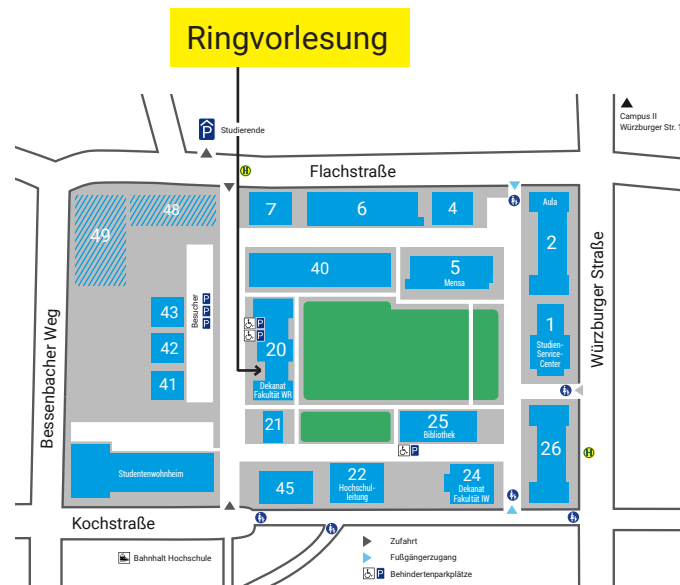 Ringvorlesung
Campus II
Würzburger Str. 1
P
Studierende
H
Flachstraße
Aula
7
6
4
48
49
2
40
5
Mensa
Besucher
P
P
P
43
42
41
P
P
20
Dekanat
Fakultät WR
1
Studien-
Service-
Center
Bessenbacher Weg
Würzburger Straße
21
25
Bibliothek
P
26
H
Studentenwohnheim
45
22
Hochschul-
leitung
24
Dekanat
Fakultät IW
Kochstraße
Bahnhalt Hochschule
Zufahrt
Fußgängerzugang
P
Behindertenparkplätze